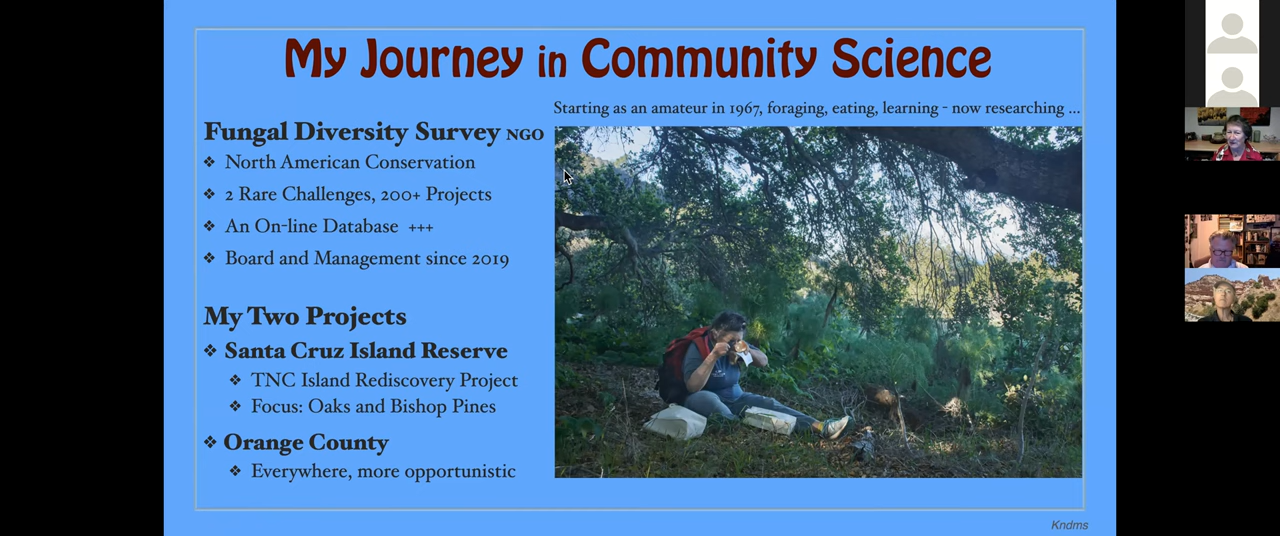 My Journey in Community Science
Starting as an amateur in 1967, foraging, eating, learning - now researching ...
Fungal Diversity Survey NGO
❖ North American Conservation
❖ 2 Rare Challenges, 200+ Projects
❖ An On-line Database +++
❖ Board and Management since 2019
My Two Projects
❖ Santa Cruz Island Reserve
❖ TNC Island Rediscovery Project
❖ Focus: Oaks and Bishop Pines
❖ Orange County
❖ Everywhere, more opportunistic
Kndms